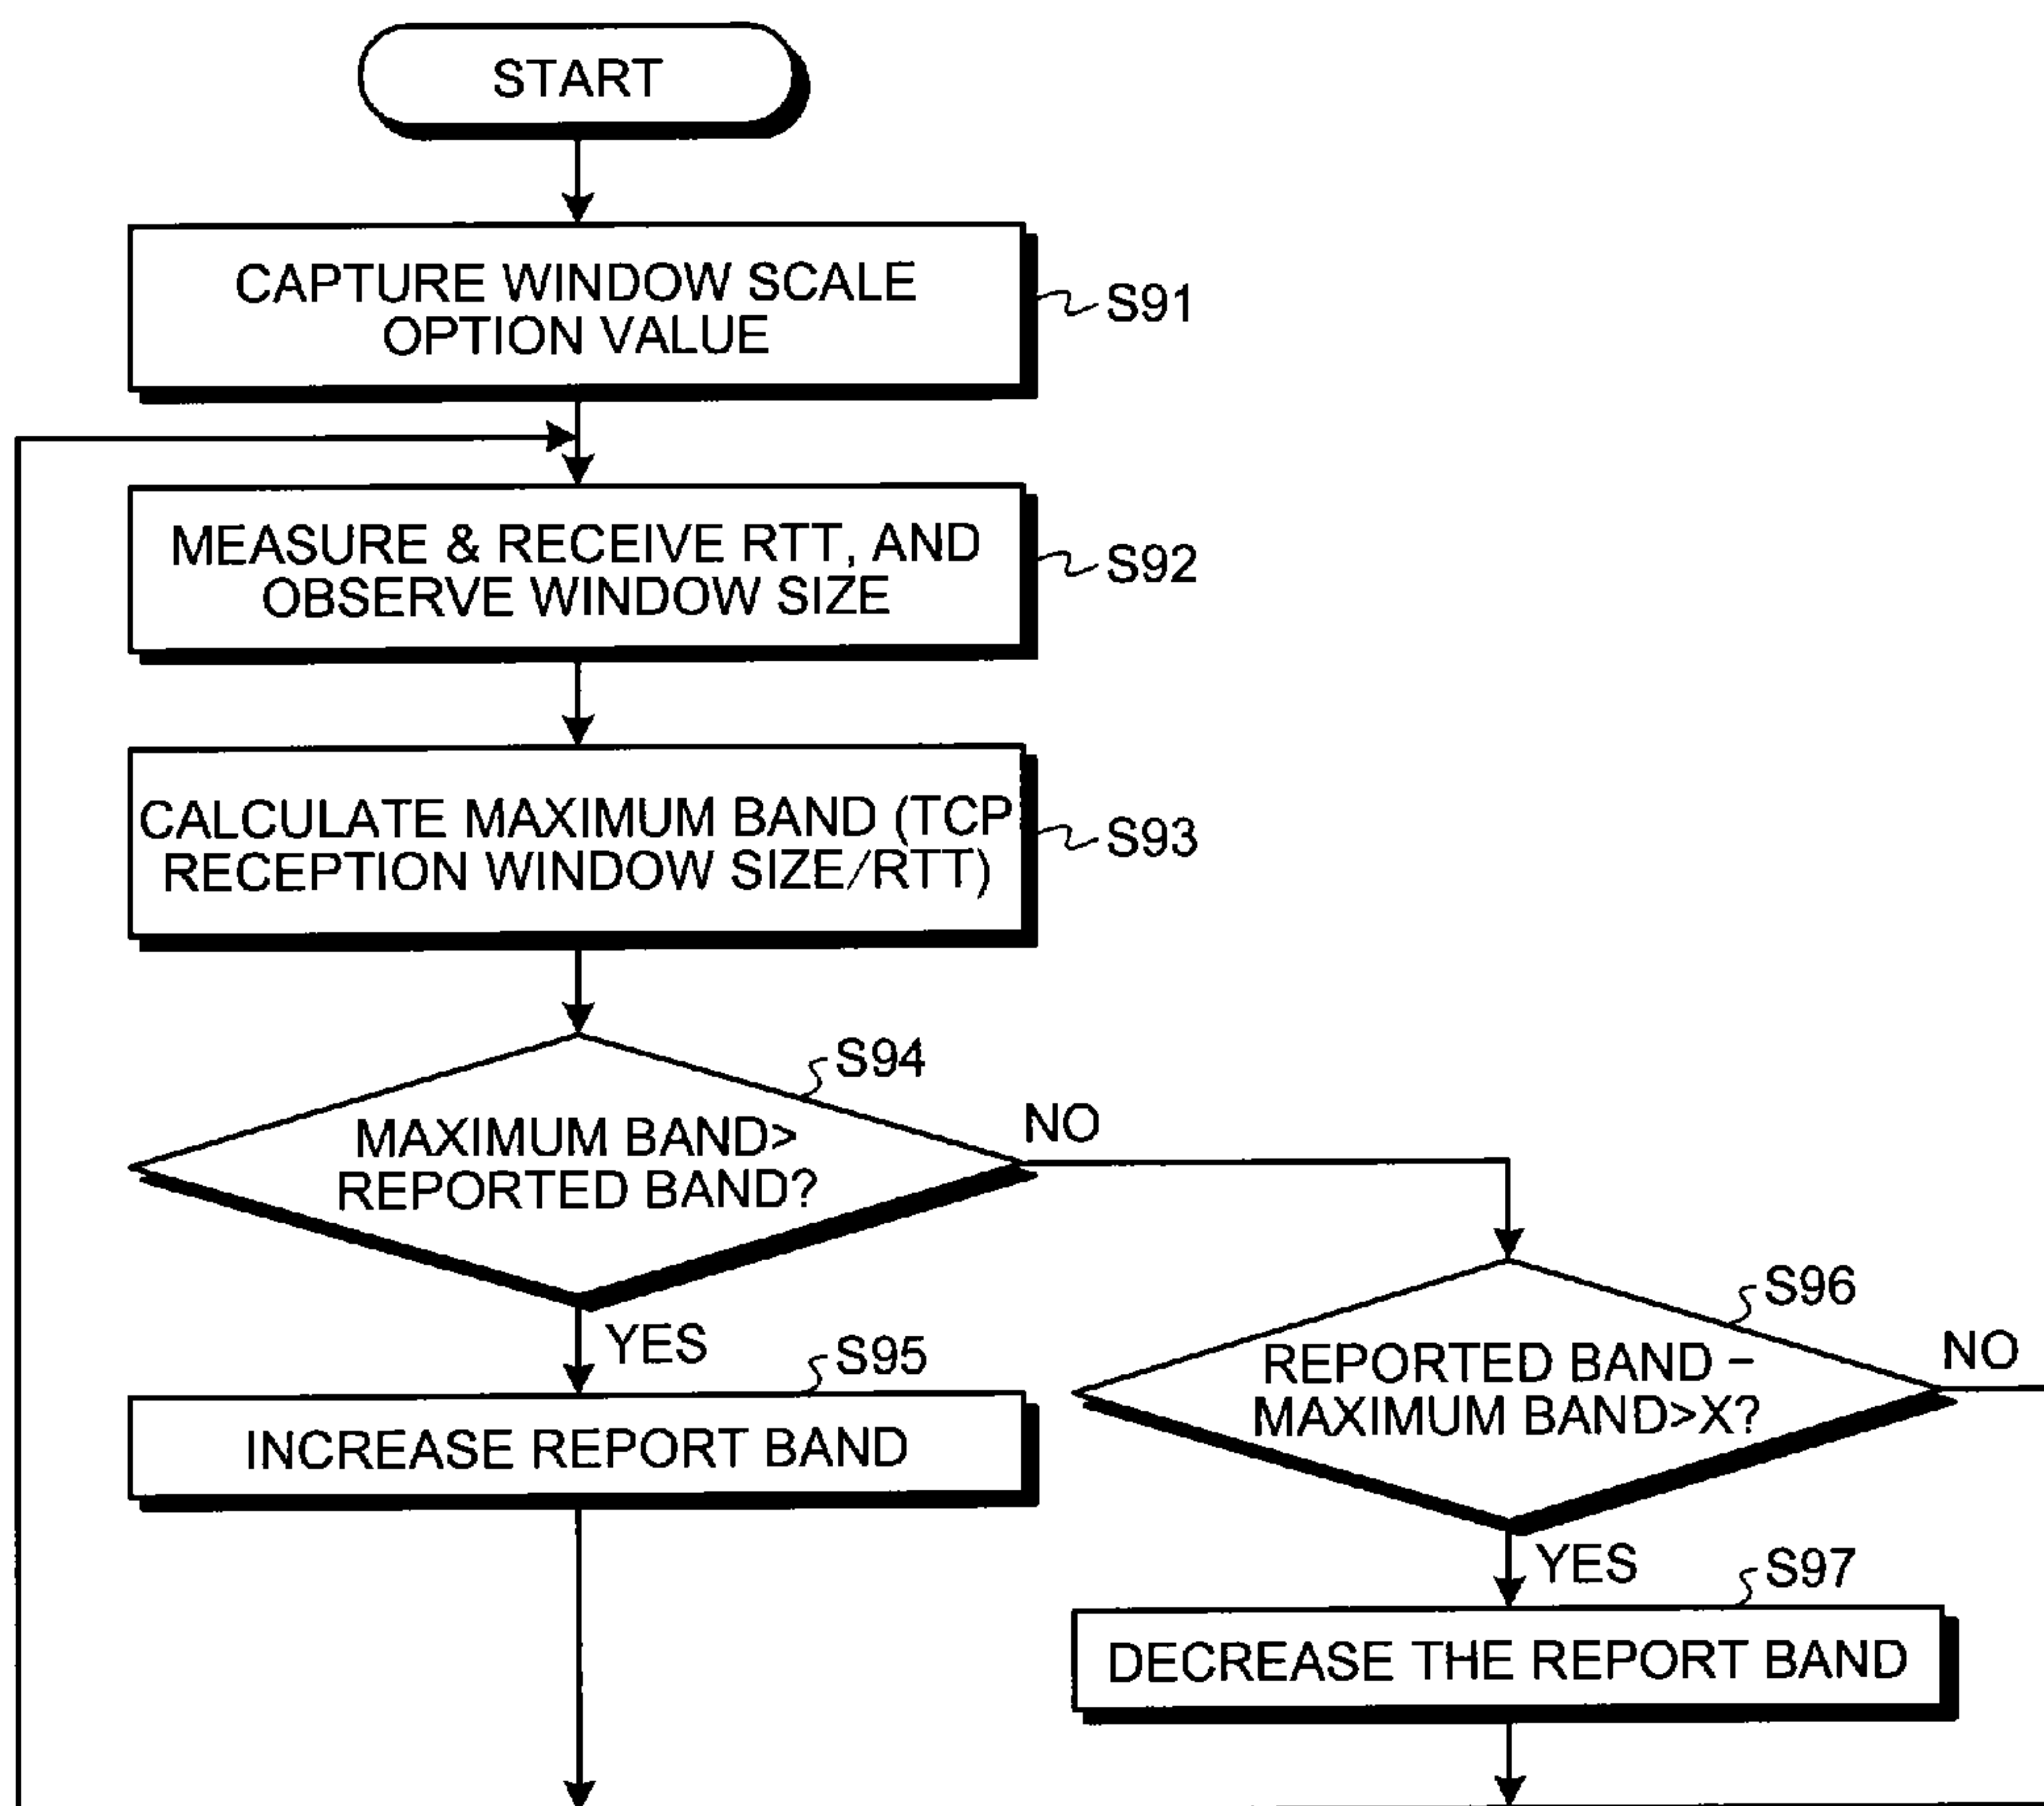 START
CAPTURE WINDOW SCALE
OPTION VALUE
S91
MEASURE & RECEIVE RTT, AND
OBSERVE WINDOW SIZE
S92
CALCULATE MAXIMUM BAND (TCP
RECEPTION WINDOW SIZE/RTT)
S93
S94
MAXIMUM BAND>
REPORTED BAND?
NO
YES
S95
INCREASE REPORT BAND
S96
REPORTED BAND –
MAXIMUM BAND>X?
NO
YES
S97
DECREASE THE REPORT BAND